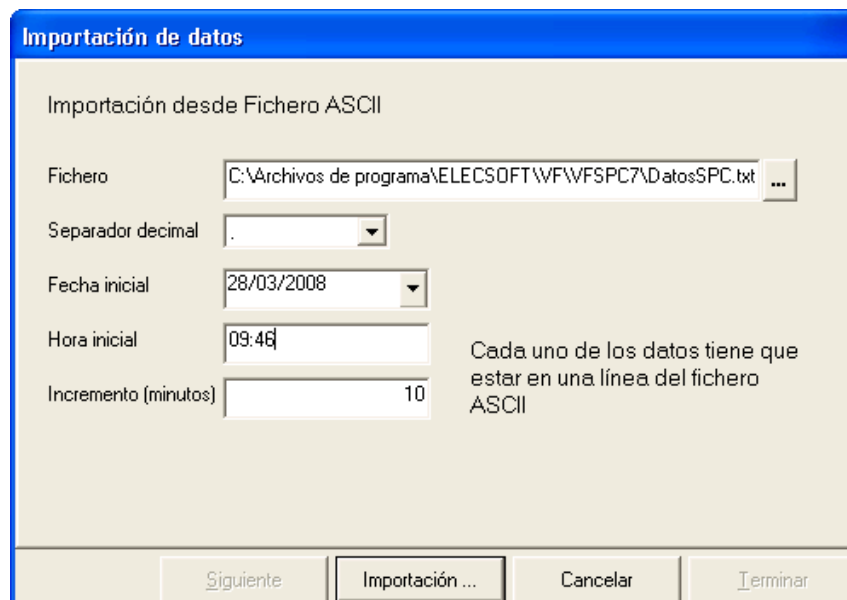 Importación de datos
Importación desde Fichero ASCII
Fichero C:\Archivos de programa\ELECSOFT\VF\VFSPC7\DatosSPC.txt ...
Separador decimal .
Fecha inicial 28/03/2008
Hora inicial 09:46
Incremento (minutos) 10
Cada uno de los datos tiene que
estar en una línea del fichero
ASCII
Siguiente Importación ... Cancelar Terminar